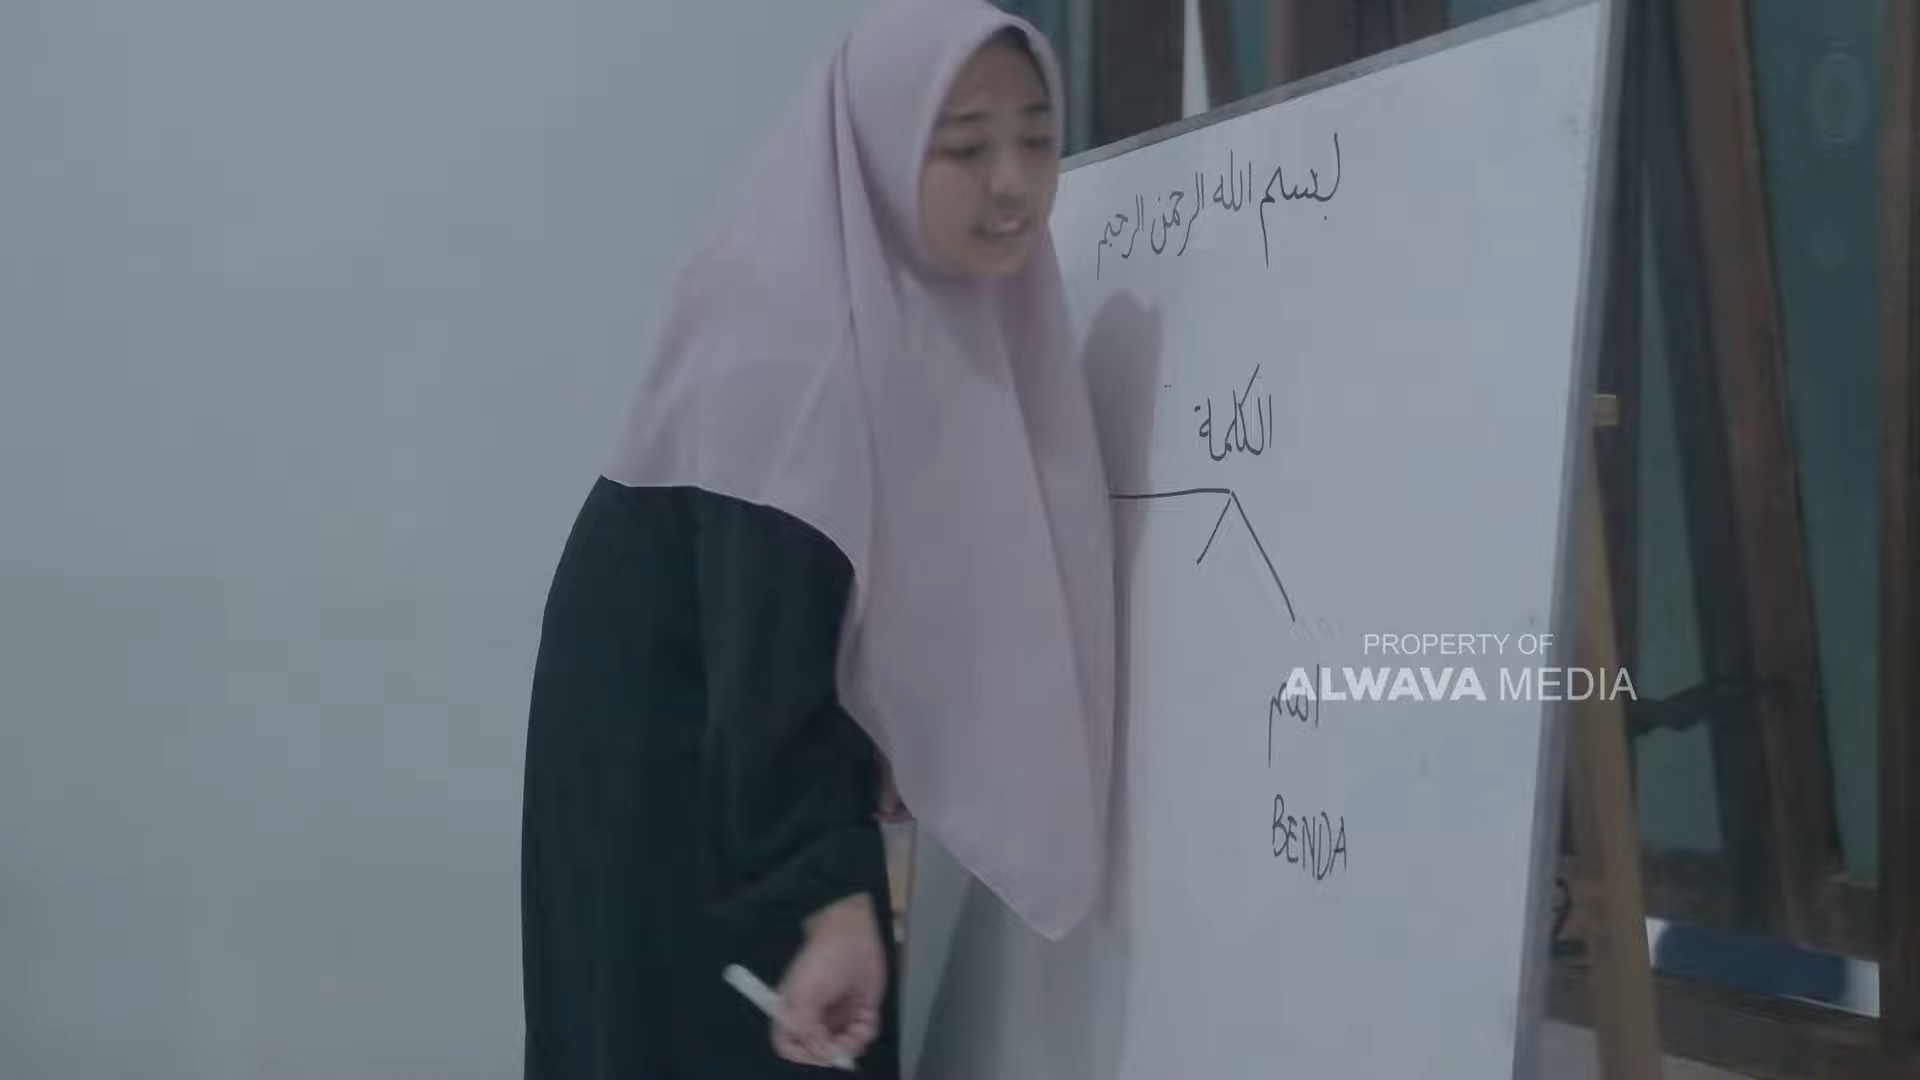 بسم الله الرحمن الرحيم
الكلمة
PROPERTY OF
ALWAVA MEDIA
اسم
BENDA